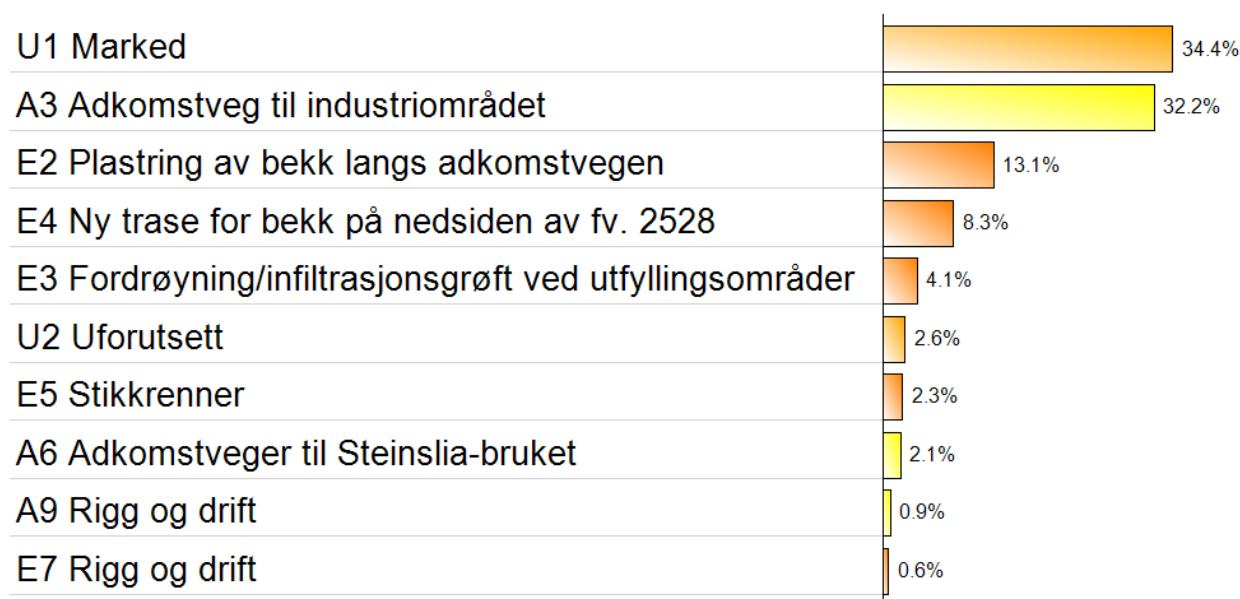 U1 Marked 34.4%
A3 Adkomstveg til industriområdet 32.2%
E2 Plastring av bekk langs adkomstvegen 13.1%
E4 Ny trase for bekk på nedsiden av fv. 2528 8.3%
E3 Fordrøyning/infiltrasjonsgrøft ved utfyllingsområder 4.1%
U2 Uforutsett 2.6%
E5 Stikkrenner 2.3%
A6 Adkomstveger til Steinslia-bruket 2.1%
A9 Rigg og drift 0.9%
E7 Rigg og drift 0.6%